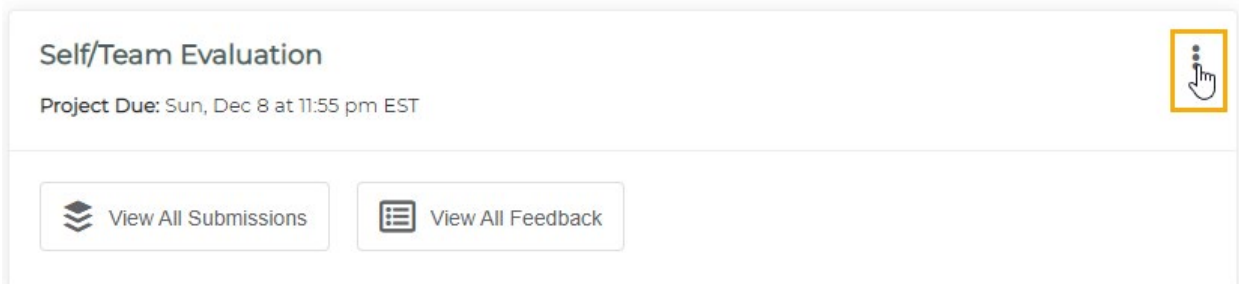 Self/Team Evaluation
Project Due: Sun, Dec 8 at 11:55 pm EST
View All Submissions
View All Feedback